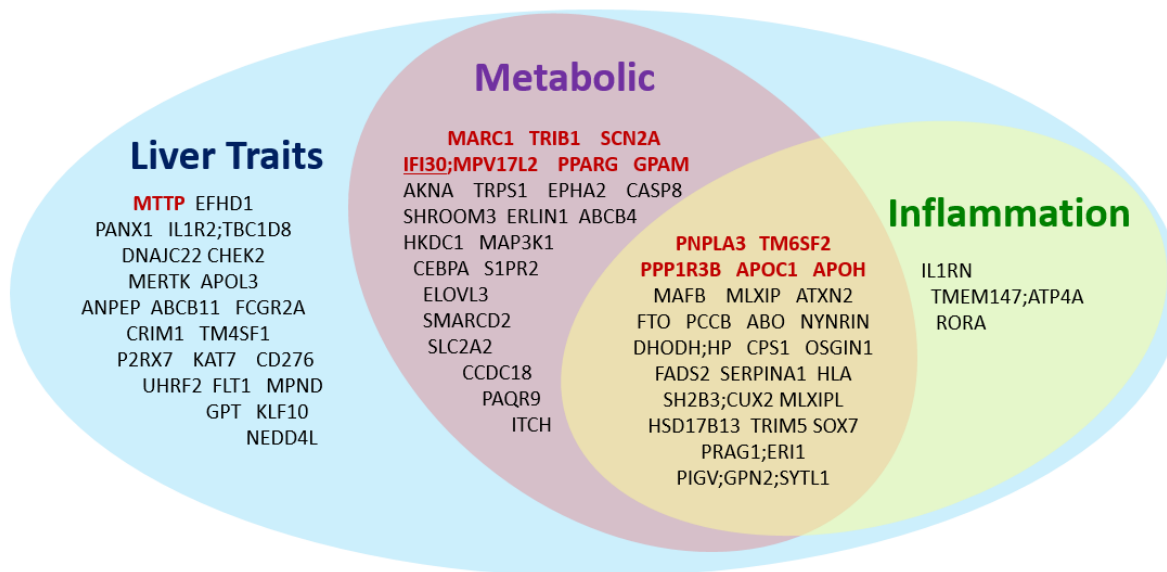 Metabolic
Liver Traits
MTTP EFHD1
PANX1 IL1R2;TBC1D8
DNAJC22 CHEK2
MERTK APOL3
ANPEP ABCB11 FCGR2A
CRIM1 TM4SF1
P2RX7 KAT7 CD276
UHRF2 FLT1 MPND
GPT KLF10
NEDD4L
MARC1 TRIB1 SCN2A
IFI30;MPV17L2 PPARG GPAM
AKNA TRPS1 EPHA2 CASP8
SHROOM3 ERLIN1 ABCB4
HKDC1 MAP3K1
CEBPA S1PR2
ELOVL3
SMARCD2
SLC2A2
CCDC18
PAQR9
ITCH
PNPLA3 TM6SF2
PPP1R3B APOC1 APOH
MAFB MLXIP ATXN2
FTO PCCB ABO NYNRIN
DHODH;HP CPS1 OSGIN1
FADS2 SERPINA1 HLA
SH2B3;CUX2 MLXIPL
HSD17B13 TRIM5 SOX7
PRAG1;ERI1
PIGV;GPN2;SYTL1
Inflammation
IL1RN
TMEM147;ATP4A
RORA